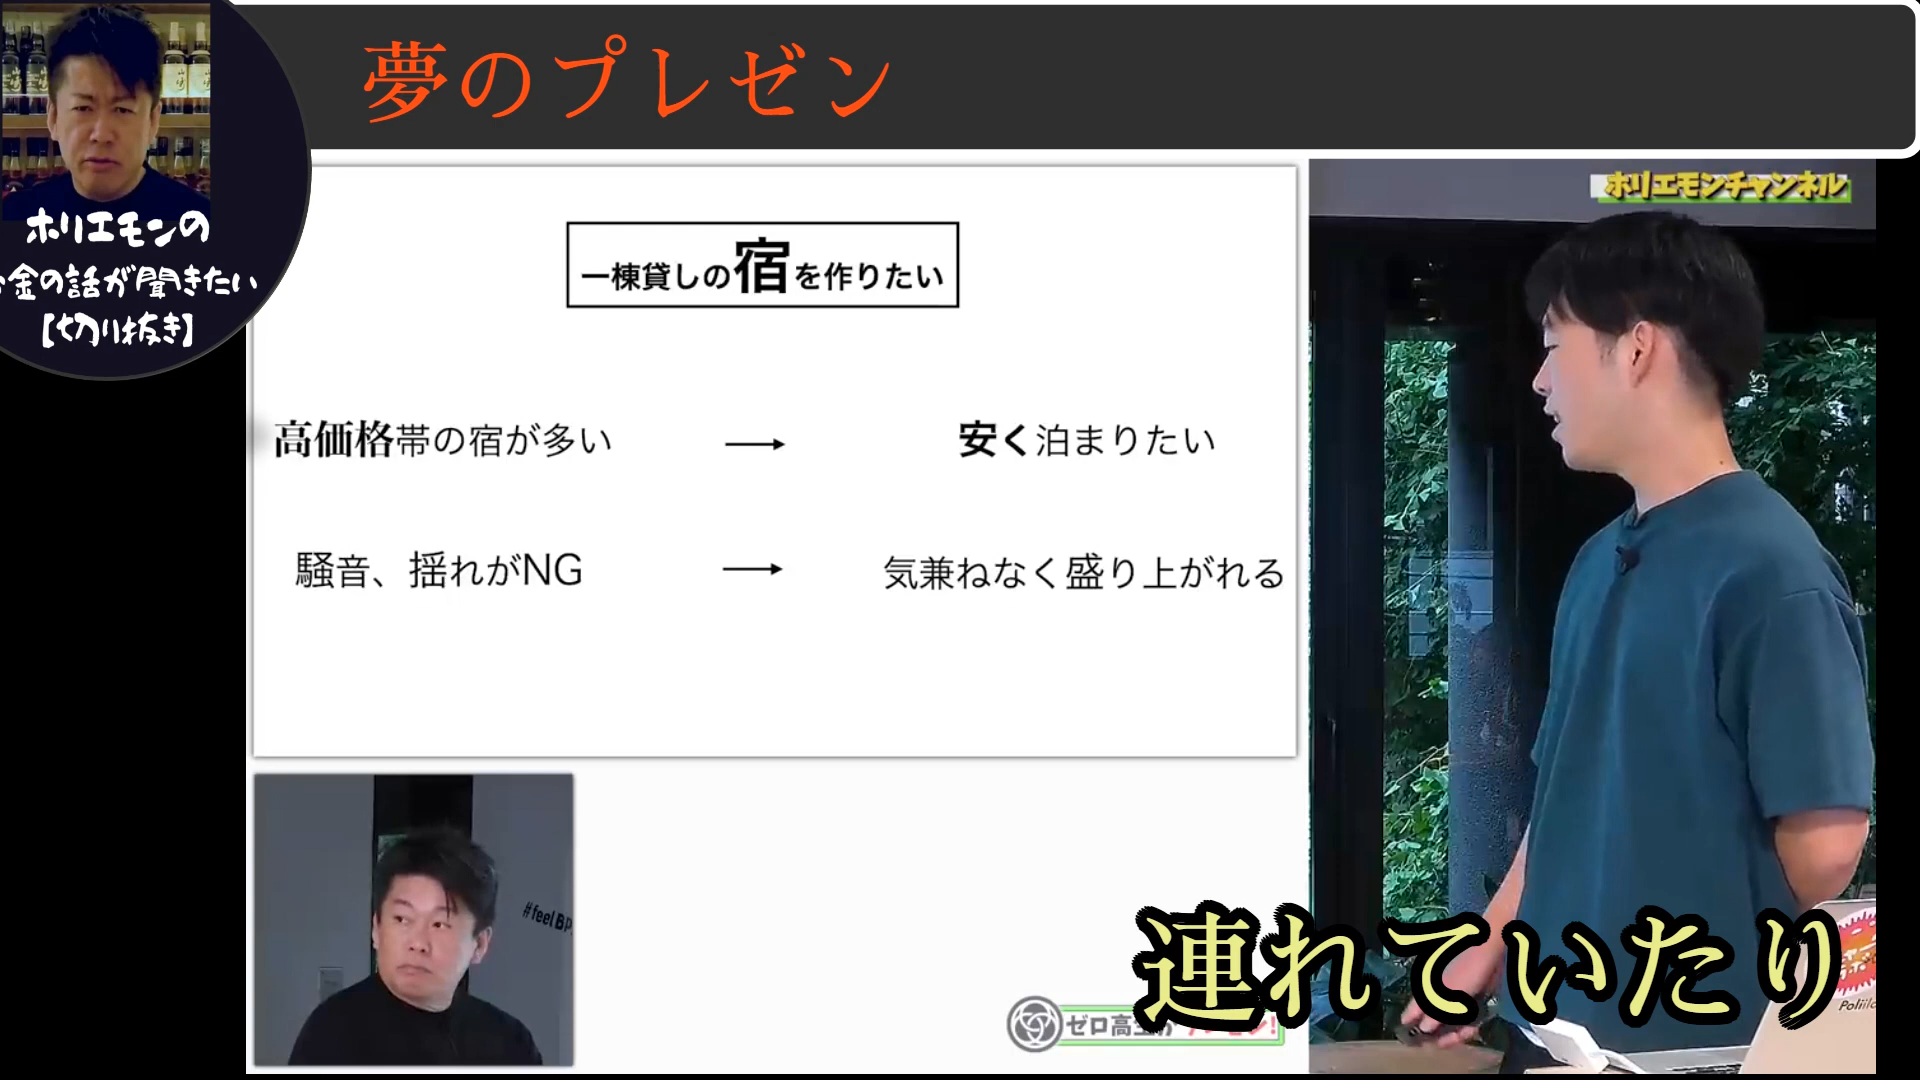 夢のプレゼン
ホリエモンの
金の話が聞きたい
【切り抜き】
ホリエモンチャンネル
一棟貸しの宿を作りたい
高価格帯の宿が多い → 安く泊まりたい
騒音、揺れがNG → 気兼ねなく盛り上がれる
#feelBP
連れていたり
ゼロ高